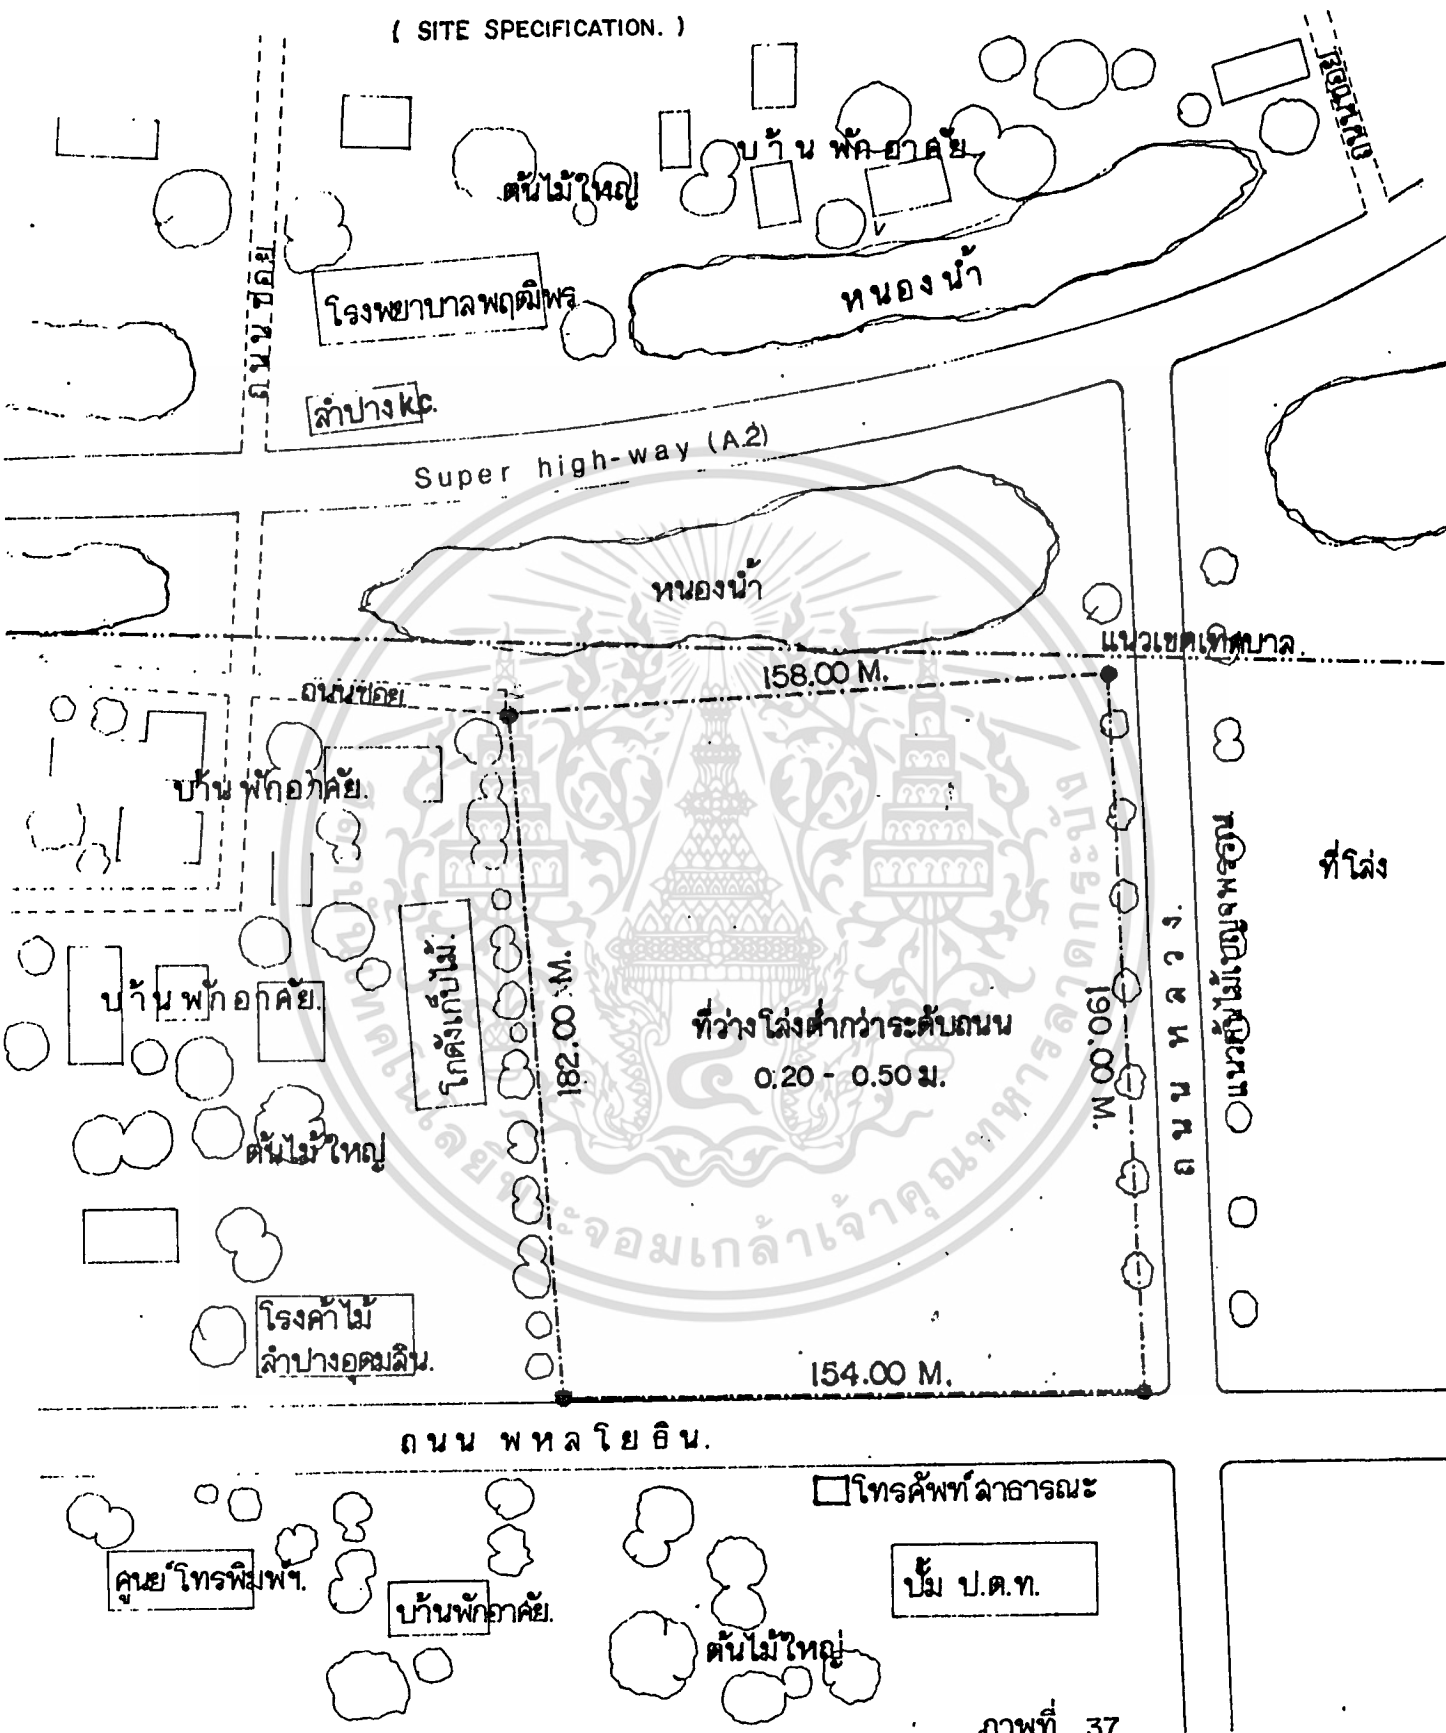 ( SITE SPECIFICATION. )
บ้านพักอาศัย
ต้นไม้ใหญ่
ถนนซอย
โรงพยาบาลพฤฒิพร
หนองน้ำ
ลำปาง k.c.
Super high-way (A.2)
หนองน้ำ
แนวเขตเทศบาล.
158.00 M.
ถนนซอย
บ้านพักอาศัย.
ที่โล่ง
โกดังเก็บไม้.
182.00 M.
190.00 M.
ถนนหลวง.
บ้านพักอาศัย.
ที่ว่างโล่งต่ำกว่าระดับถนน
0.20 - 0.50 ม.
ต้นไม้ใหญ่
โรงค้าไม้
ลำปางอุดมสิน.
154.00 M.
ถนน พหลโยธิน.
โทรศัพท์สาธารณะ
ศูนย์โทรพิมพ์ฯ.
บ้านพักอาศัย.
ปั๊ม ป.ต.ท.
ต้นไม้ใหญ่
ภาพที่ 37